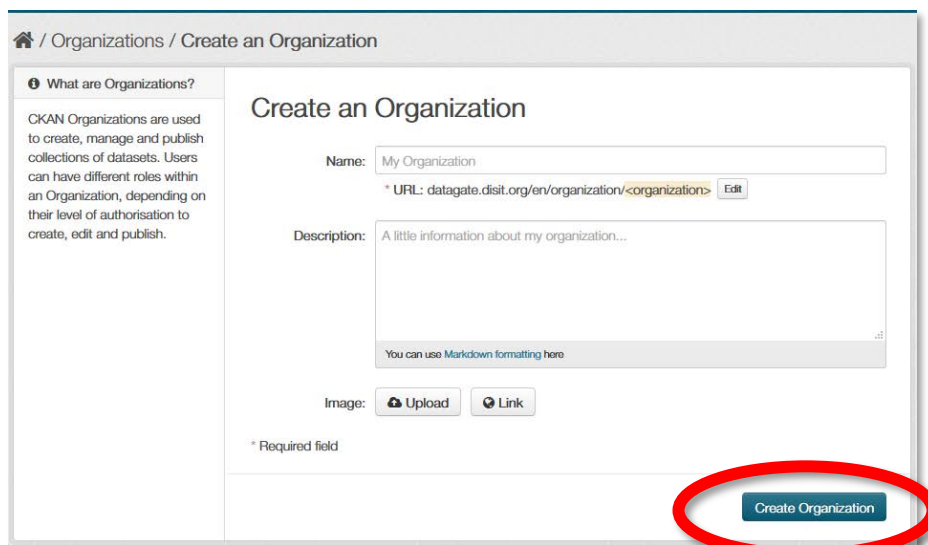 / Organizations / Create an Organization
What are Organizations?
CKAN Organizations are used
to create, manage and publish
collections of datasets. Users
can have different roles within
an Organization, depending on
their level of authorisation to
create, edit and publish.
Create an Organization
Name: My Organization
* URL: datagate.disit.org/en/organization/<organization> Edit
Description: A little information about my organization...
You can use Markdown formatting here
Image: Upload Link
* Required field
Create Organization